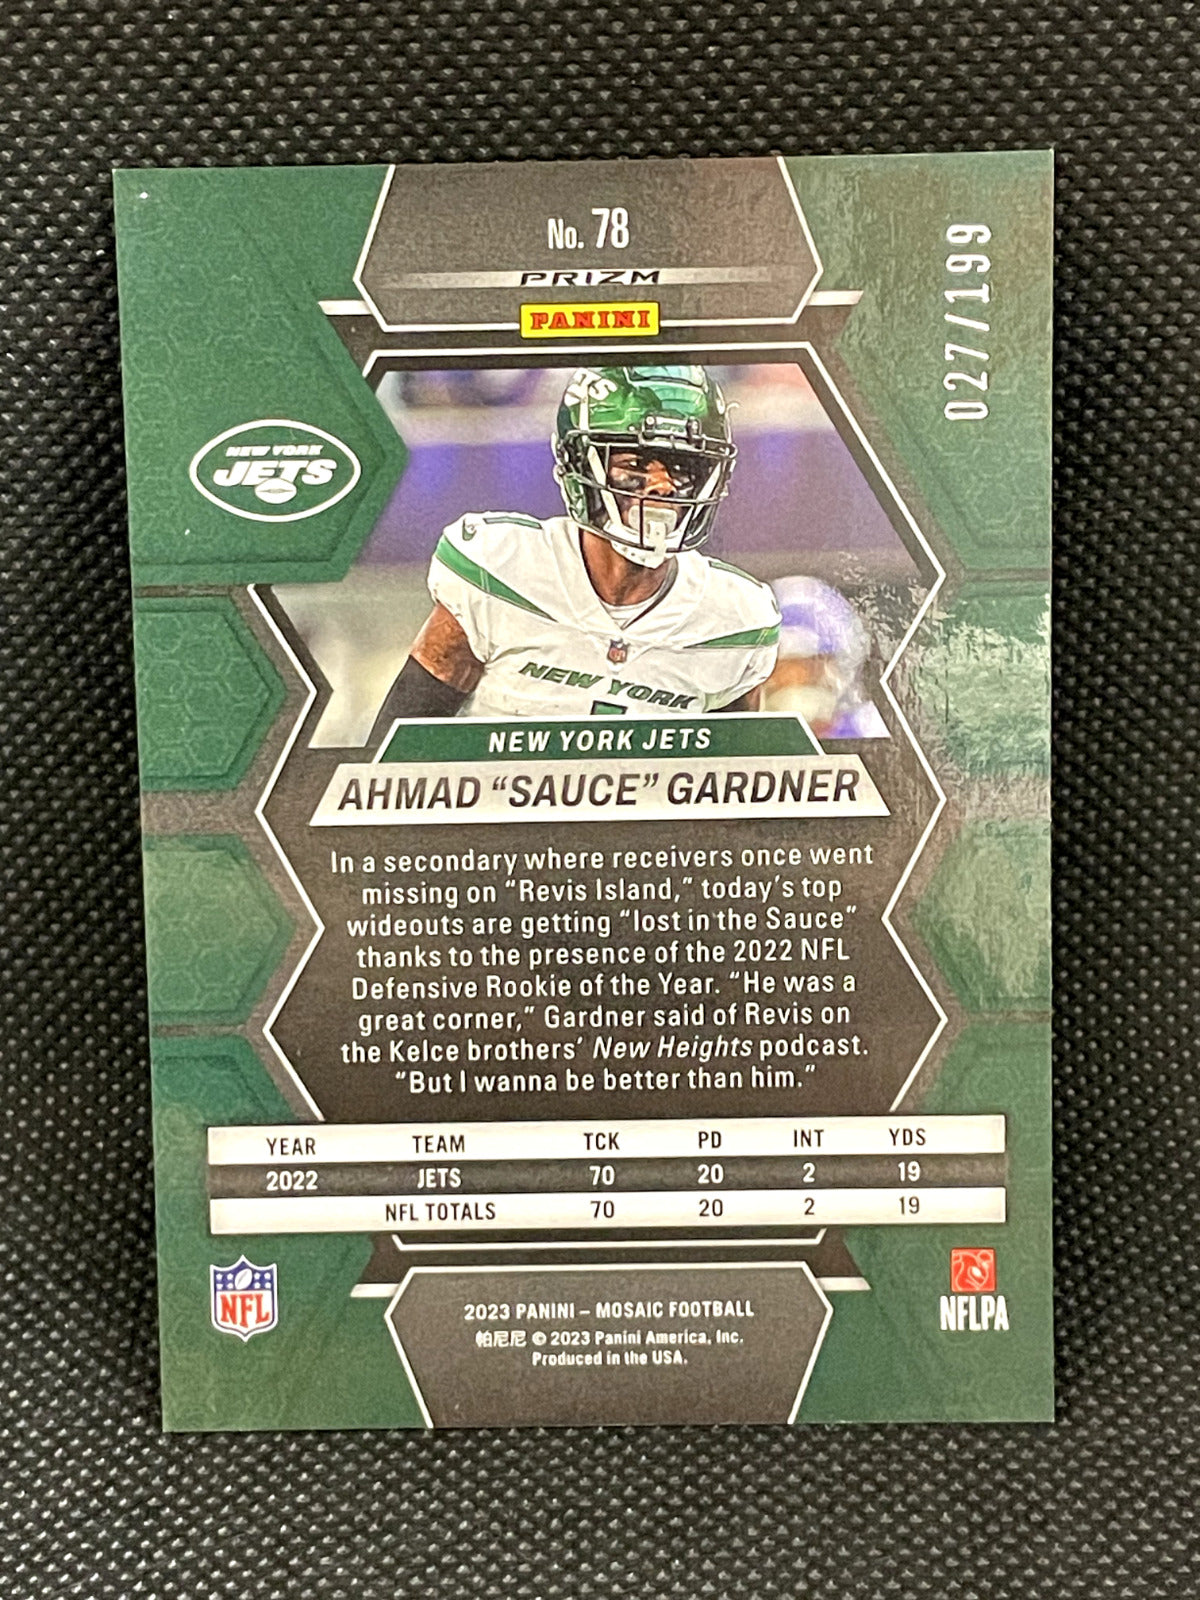 No. 78
PRIZM
PANINI
027/199
NEW YORK
JETS
JETS
1
NEW YORK
NEW YORK JETS
AHMAD “SAUCE” GARDNER
In a secondary where receivers once went
missing on “Revis Island,” today’s top
wideouts are getting “lost in the Sauce”
thanks to the presence of the 2022 NFL
Defensive Rookie of the Year. “He was a
great corner,” Gardner said of Revis on
the Kelce brothers’ New Heights podcast.
“But I wanna be better than him.”
YEAR TEAM TCK PD INT YDS
2022 JETS 70 20 2 19
NFL TOTALS 70 20 2 19
NFL
NFLPA
2023 PANINI – MOSAIC FOOTBALL
帕尼尼 © 2023 Panini America, Inc.
Produced in the USA.